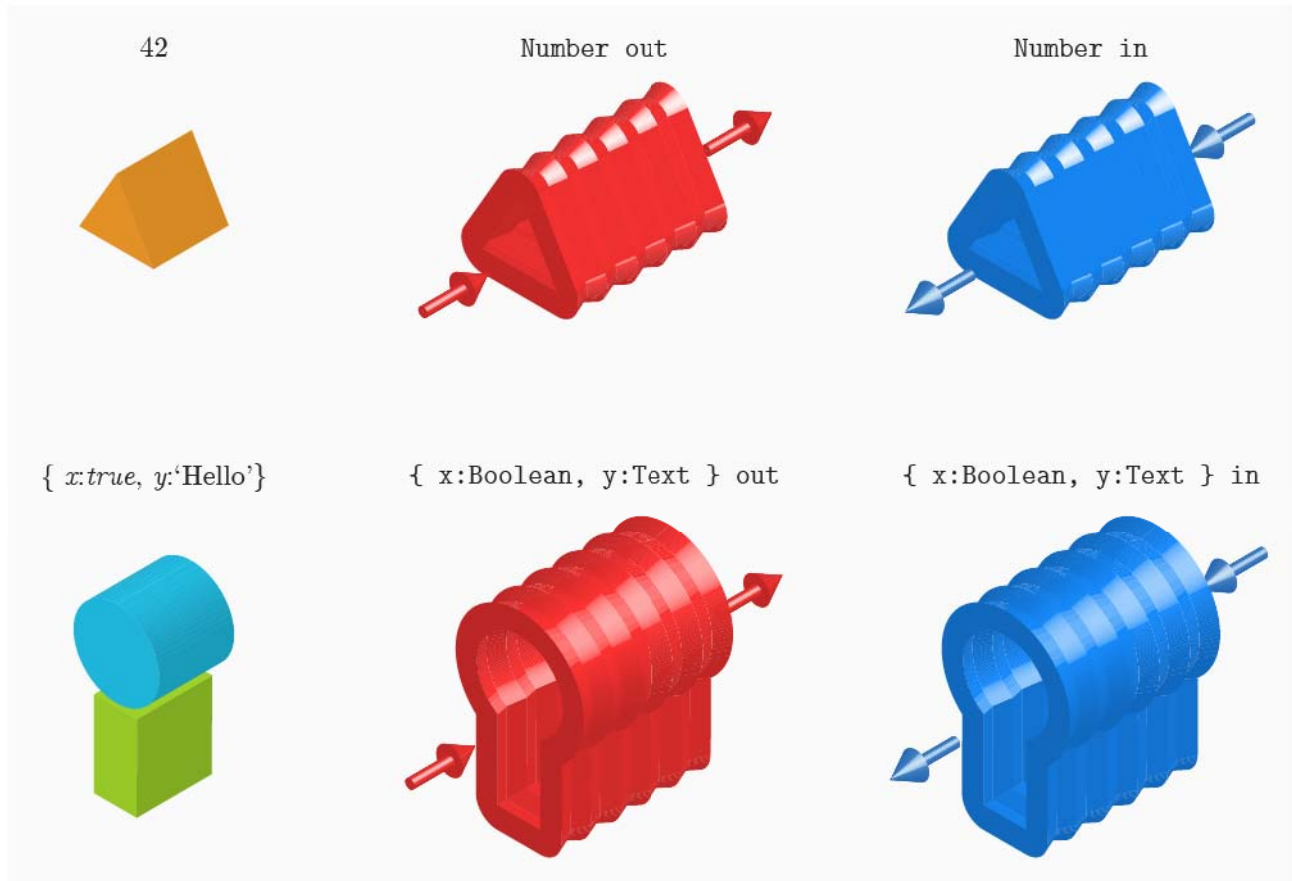 42 Number out Number in
{ x:true, y:‘Hello’} { x:Boolean, y:Text } out { x:Boolean, y:Text } in